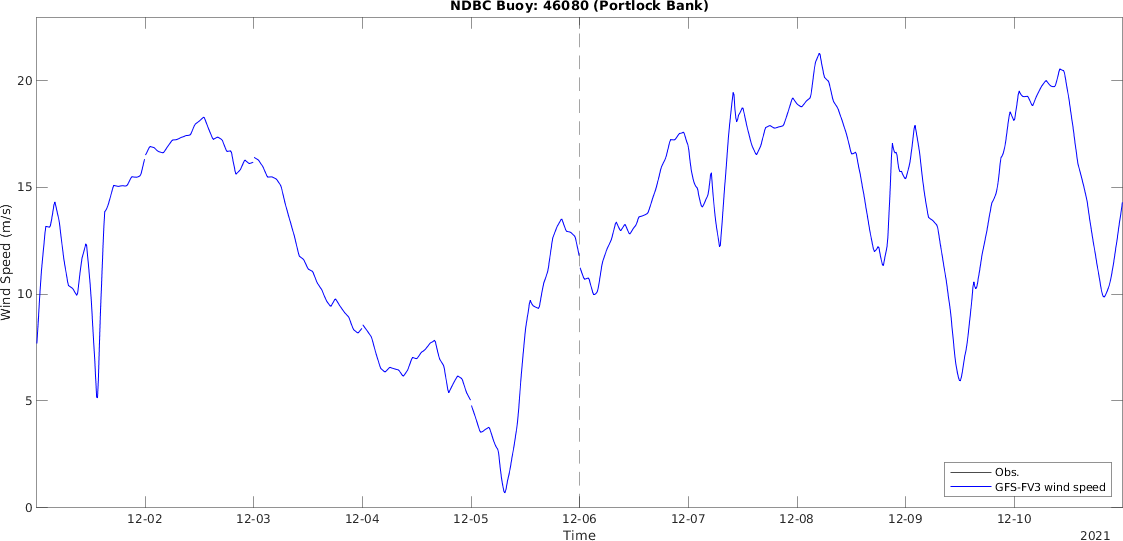 NDBC Buoy: 46080 (Portlock Bank)
20
15
10
5
0
Wind Speed (m/s)
12-02 12-03 12-04 12-05 12-06 12-07 12-08 12-09 12-10
Time
2021
Obs.
GFS-FV3 wind speed